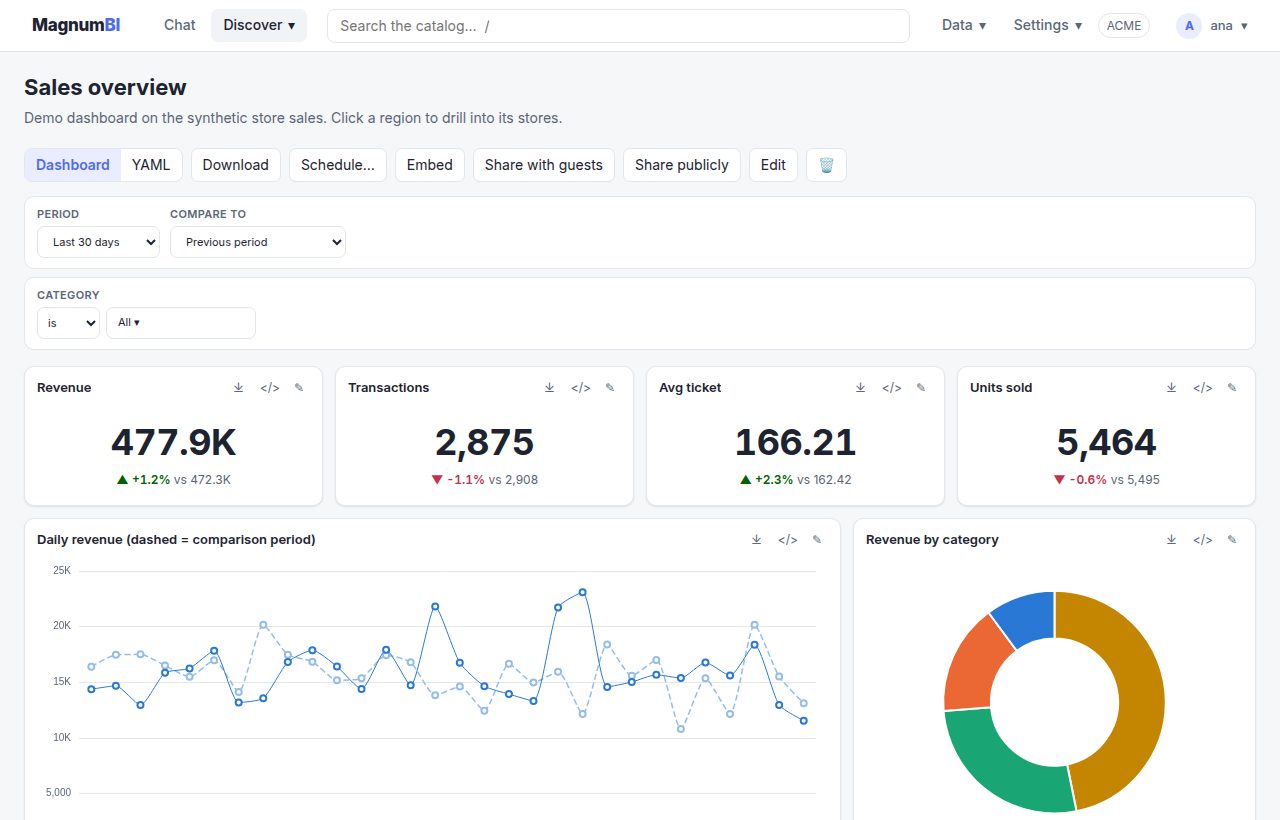 MagnumBI Chat Discover ▾ Search the catalog... / Data ▾ Settings ▾ ACME A ana ▾
Sales overview
Demo dashboard on the synthetic store sales. Click a region to drill into its stores.
Dashboard YAML Download Schedule... Embed Share with guests Share publicly Edit
PERIOD COMPARE TO
Last 30 days Previous period
CATEGORY
is All ▾
Revenue </> Transactions </> Avg ticket </> Units sold </>
477.9K 2,875 166.21 5,464
▲ +1.2% vs 472.3K ▼ -1.1% vs 2,908 ▲ +2.3% vs 162.42 ▼ -0.6% vs 5,495
Daily revenue (dashed = comparison period) </> Revenue by category </>
25K
20K
15K
10K
5,000